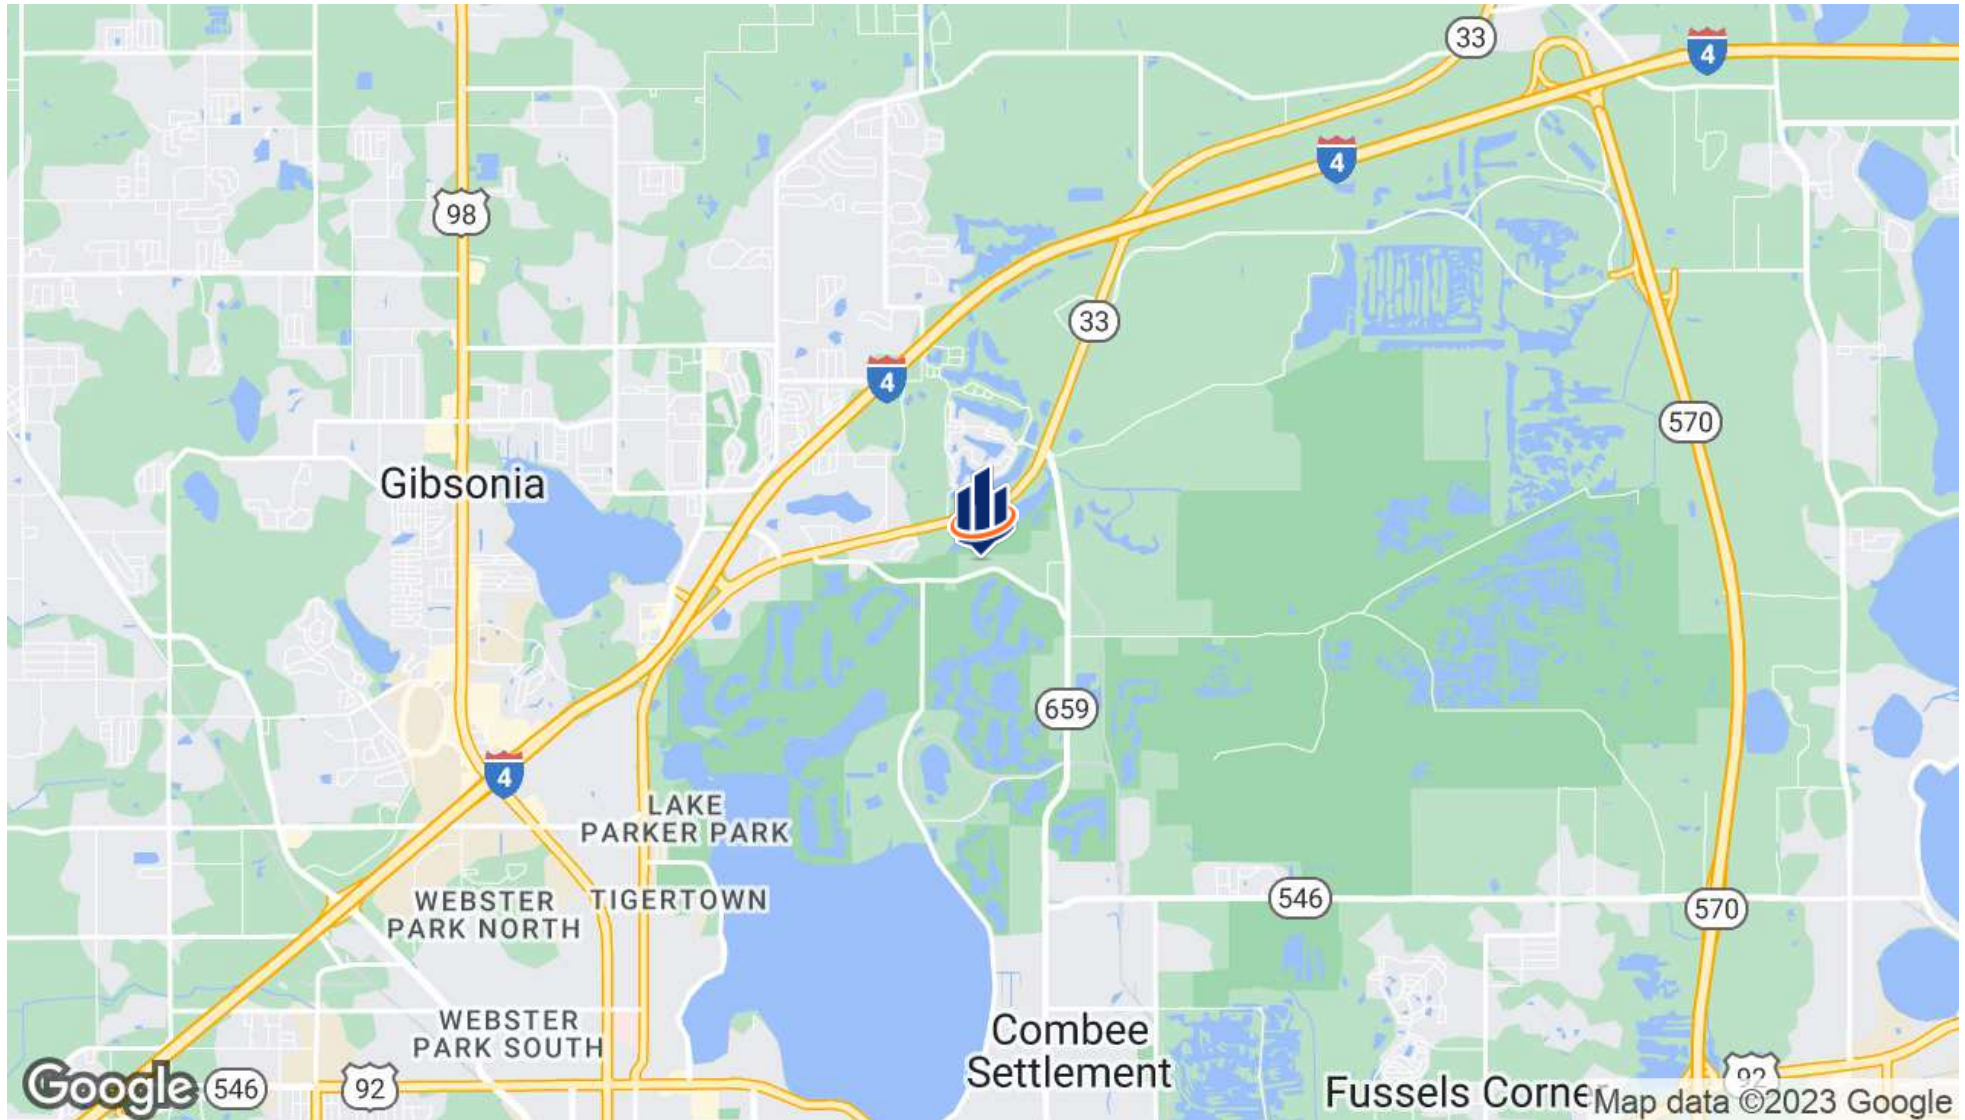 33
4
4
98
33
4
570
Gibsonia
659
4
LAKE
PARKER PARK
WEBSTER
PARK NORTH
TIGERTOWN
546
570
WEBSTER
PARK SOUTH
Combee
Settlement
Google
546
92
Fussels Corne
92
Map data ©2023 Google